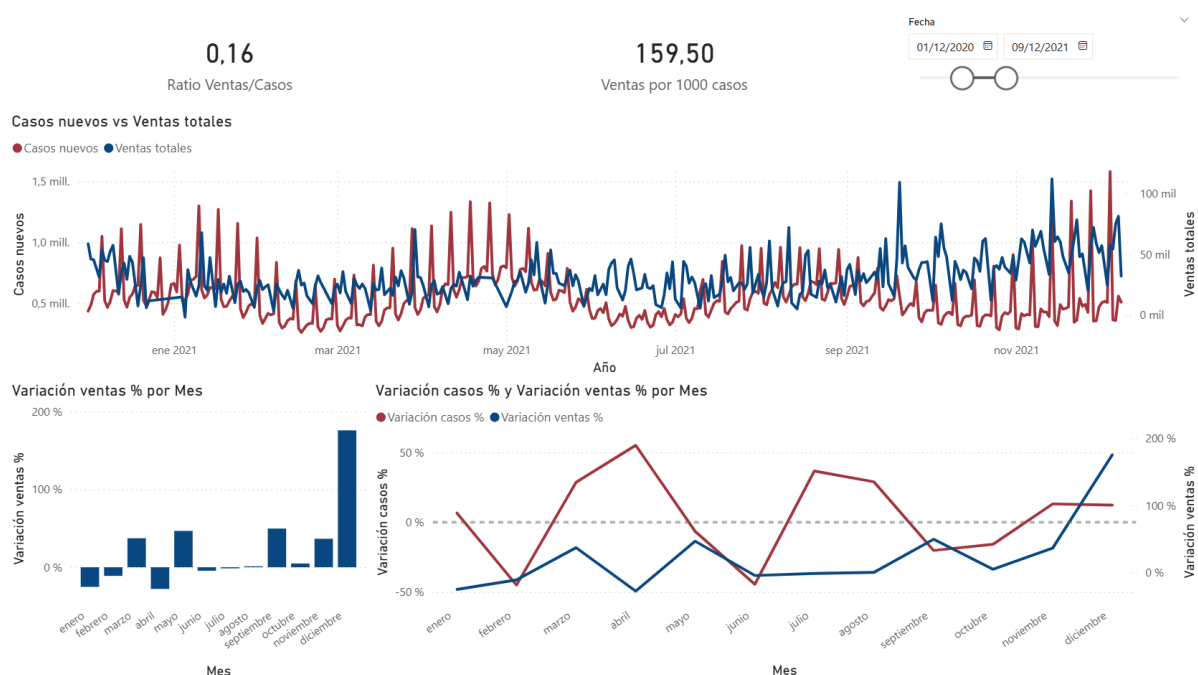 Fecha
01/12/2020
09/12/2021
0,16
Ratio Ventas/Casos
159,50
Ventas por 1000 casos
Casos nuevos vs Ventas totales
Casos nuevos
Ventas totales
Casos nuevos
1,5 mill.
1,0 mill.
0,5 mill.
100 mil
50 mil
0 mil
Ventas totales
ene 2021
mar 2021
may 2021
jul 2021
sep 2021
nov 2021
Año
Variación ventas % por Mes
Variación ventas %
200 %
100 %
0 %
enero
febrero
marzo
abril
mayo
junio
julio
agosto
septiembre
octubre
noviembre
diciembre
Mes
Variación casos % y Variación ventas % por Mes
Variación casos %
Variación ventas %
Variación casos %
50 %
0 %
-50 %
200 %
100 %
0 %
Variación ventas %
enero
febrero
marzo
abril
mayo
junio
julio
agosto
septiembre
octubre
noviembre
diciembre
Mes